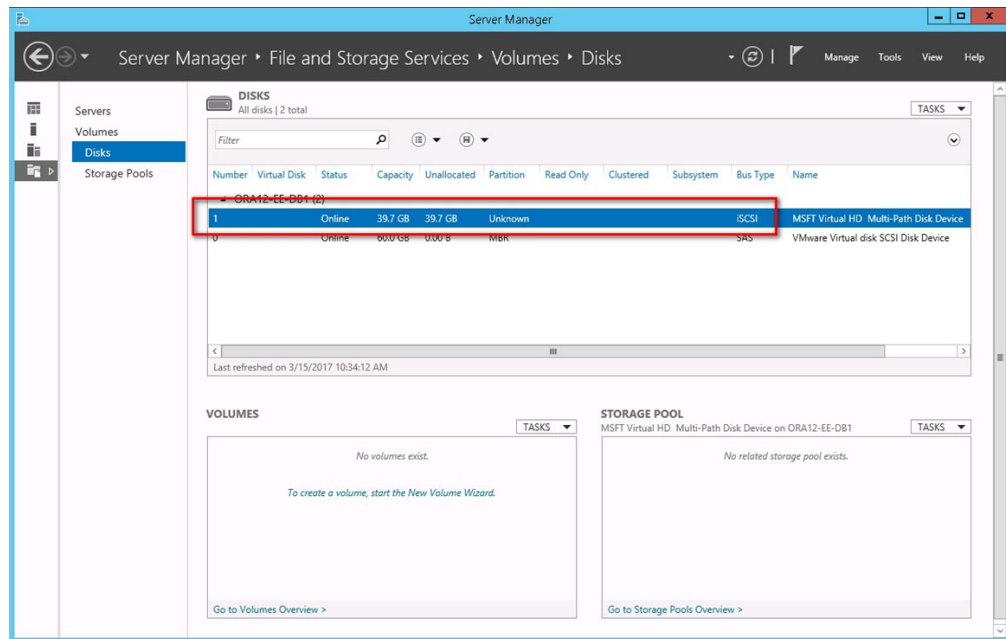 Server Manager
Server Manager ‣ File and Storage Services ‣ Volumes ‣ Disks
Manage Tools View Help
Servers
Volumes
Disks
Storage Pools
DISKS
All disks | 2 total
TASKS
Filter
Number Virtual Disk Status Capacity Unallocated Partition Read Only Clustered Subsystem Bus Type Name
ORA12-EE-DB1 (2)
1 Online 39.7 GB 39.7 GB Unknown iSCSI MSFT Virtual HD Multi-Path Disk Device
0 Online 60.0 GB 0.00 B MBR SAS VMware Virtual disk SCSI Disk Device
Last refreshed on 3/15/2017 10:34:12 AM
VOLUMES
TASKS
No volumes exist.
To create a volume, start the New Volume Wizard.
Go to Volumes Overview >
STORAGE POOL
MSFT Virtual HD Multi-Path Disk Device on ORA12-EE-DB1
TASKS
No related storage pool exists.
Go to Storage Pools Overview >